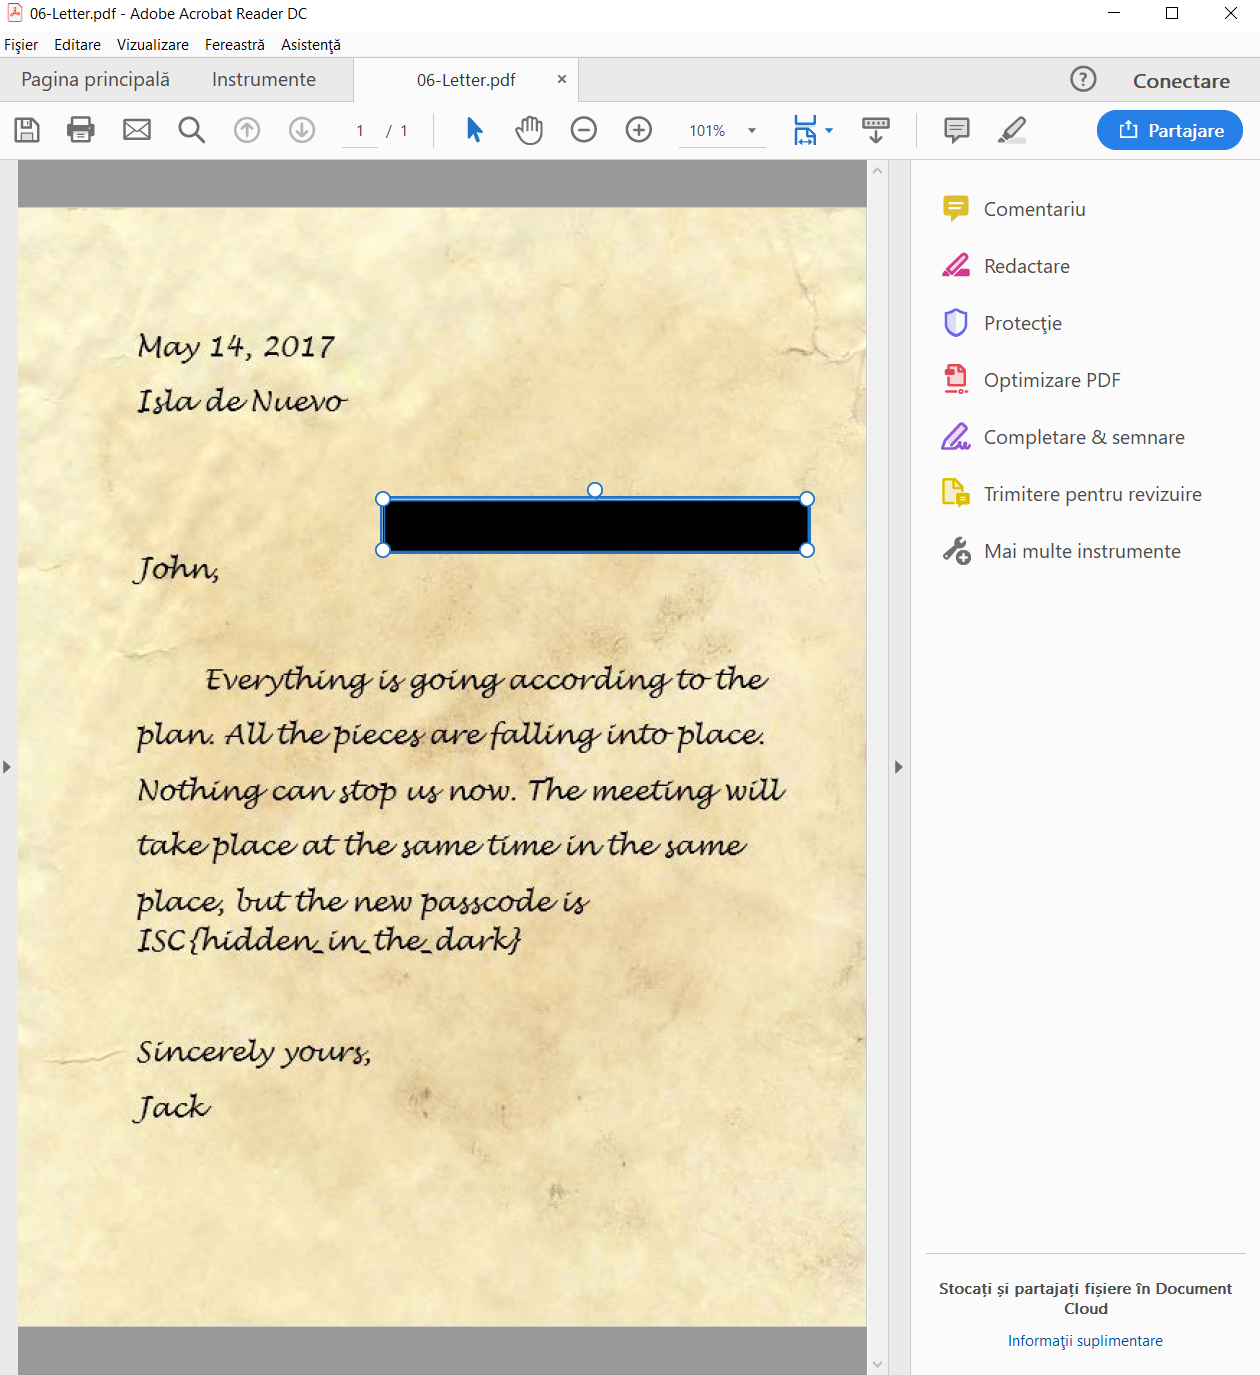 06-Letter.pdf - Adobe Acrobat Reader DC
Fişier Editare Vizualizare Fereastră Asistenţă
Pagina principală Instrumente 06-Letter.pdf × ? Conectare
1 / 1 101% Partajare
May 14, 2017
Isla de Nuevo
John,
Everything is going according to the
plan. All the pieces are falling into place.
Nothing can stop us now. The meeting will
take place at the same time in the same
place, but the new passcode is
ISC{hidden_in_the_dark}
Sincerely yours,
Jack
Comentariu
Redactare
Protecţie
Optimizare PDF
Completare & semnare
Trimitere pentru revizuire
Mai multe instrumente
Stocați și partajați fișiere în Document
Cloud
Informaţii suplimentare